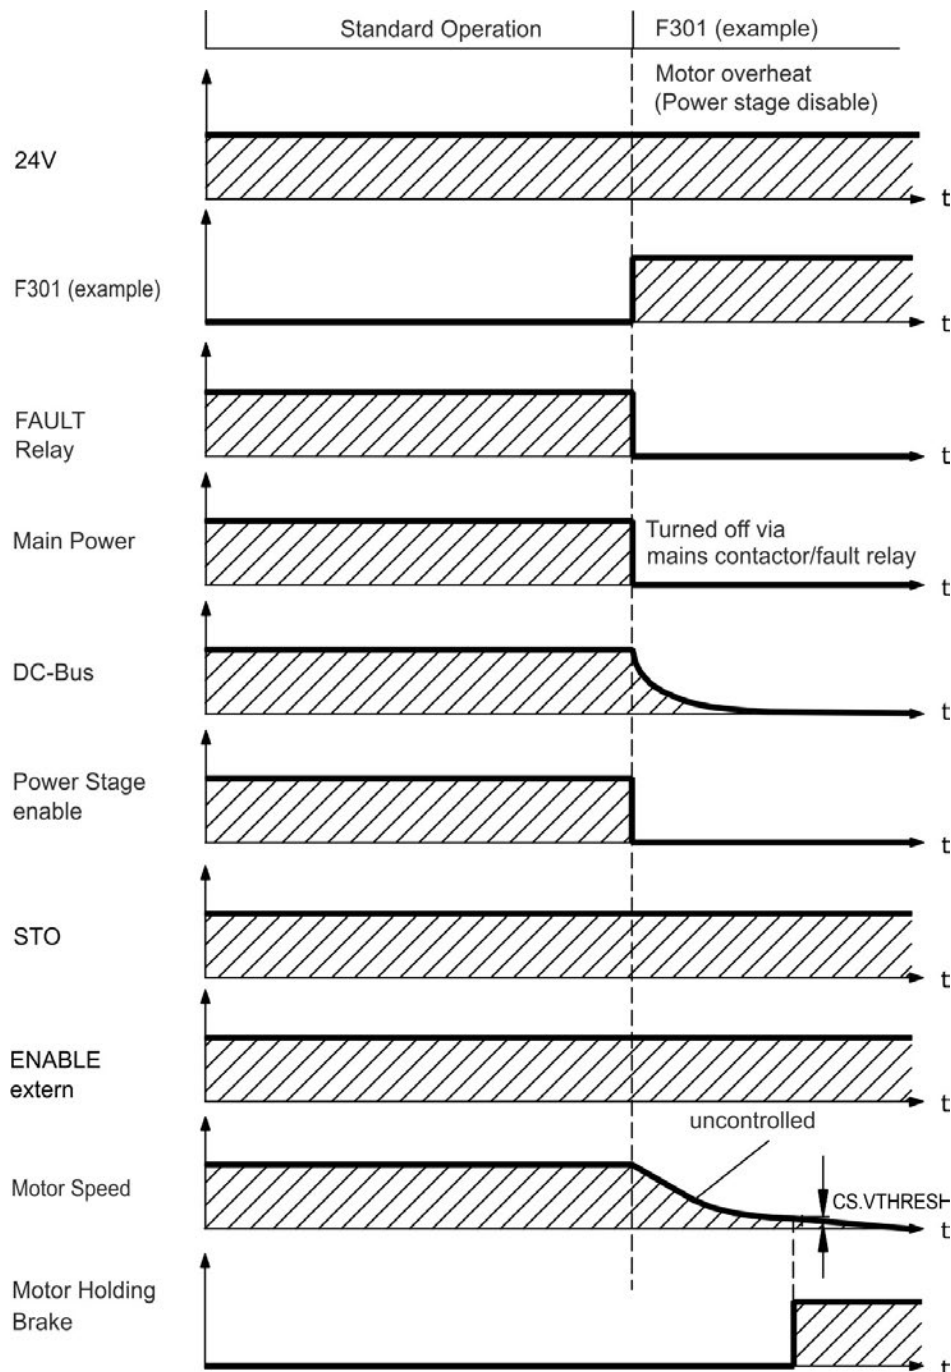 Standard Operation
F301 (example)
Motor overheat
(Power stage disable)
24V
t
F301 (example)
t
FAULT
Relay
t
Main Power
Turned off via
mains contactor/fault relay
t
DC-Bus
t
Power Stage
enable
t
STO
t
ENABLE
extern
t
uncontrolled
Motor Speed
CS.VTHRESH
t
Motor Holding
Brake
t